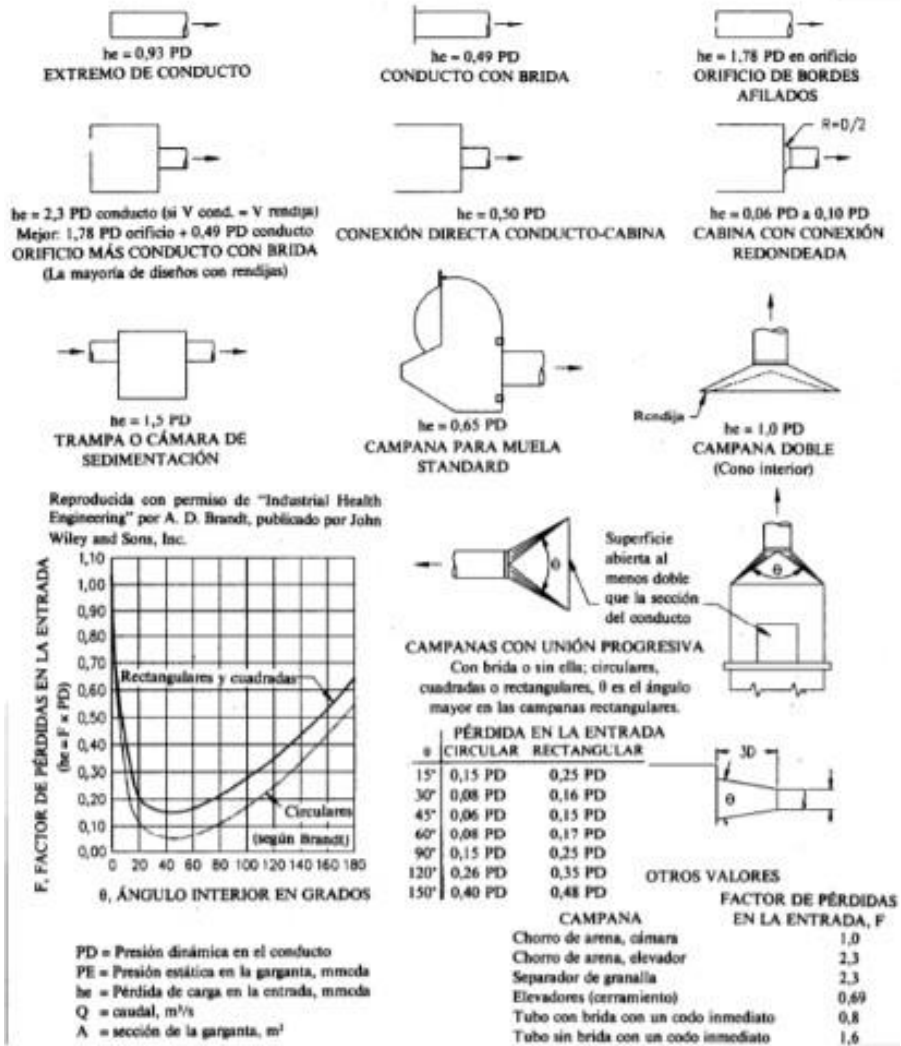 he = 0,93 PD
EXTREMO DE CONDUCTO
he = 0,49 PD
CONDUCTO CON BRIDA
he = 1,78 PD en orificio
ORIFICIO DE BORDES
AFILADOS
R=D/2
he = 2,3 PD conducto (si V cond. = V rendija)
Mejor: 1,78 PD orificio + 0,49 PD conducto
ORIFICIO MÁS CONDUCTO CON BRIDA
(La mayoría de diseños con rendijas)
he = 0,50 PD
CONEXIÓN DIRECTA CONDUCTO-CABINA
he = 0,06 PD a 0,10 PD
CABINA CON CONEXIÓN
REDONDEADA
he = 1,5 PD
TRAMPA O CÁMARA DE
SEDIMENTACIÓN
he = 0,65 PD
CAMPANA PARA MUELA
STANDARD
Rendija
he = 1,0 PD
CAMPANA DOBLE
(Cono interior)
Reproducida con permiso de "Industrial Health
Engineering" por A. D. Brandt, publicado por John
Wiley and Sons, Inc.
F, FACTOR DE PÉRDIDAS EN LA ENTRADA
(he = F × PD)
1,10
1,00
0,90
0,80
0,70
0,60
0,50
0,40
0,30
0,20
0,10
0,00
Rectangulares y cuadradas
Circulares
(según Brandt)
0 20 40 60 80 100 120 140 160 180
θ, ÁNGULO INTERIOR EN GRADOS
θ
Superficie
abierta al
menos doble
que la sección
del conducto
θ
CAMPANAS CON UNIÓN PROGRESIVA
Con brida o sin ella; circulares,
cuadradas o rectangulares, θ es el ángulo
mayor en las campanas rectangulares.
PÉRDIDA EN LA ENTRADA
θ CIRCULAR RECTANGULAR
15° 0,15 PD 0,25 PD
30° 0,08 PD 0,16 PD
45° 0,06 PD 0,15 PD
60° 0,08 PD 0,17 PD
90° 0,15 PD 0,25 PD
120° 0,26 PD 0,35 PD
150° 0,40 PD 0,48 PD
3D
θ
OTROS VALORES
CAMPANA
FACTOR DE PÉRDIDAS
EN LA ENTRADA, F
Chorro de arena, cámara 1,0
Chorro de arena, elevador 2,3
Separador de granalla 2,3
Elevadores (cerramiento) 0,69
Tubo con brida con un codo inmediato 0,8
Tubo sin brida con un codo inmediato 1,6
PD = Presión dinámica en el conducto
PE = Presión estática en la garganta, mmcda
he = Pérdida de carga en la entrada, mmcda
Q = caudal, m³/s
A = sección de la garganta, m²